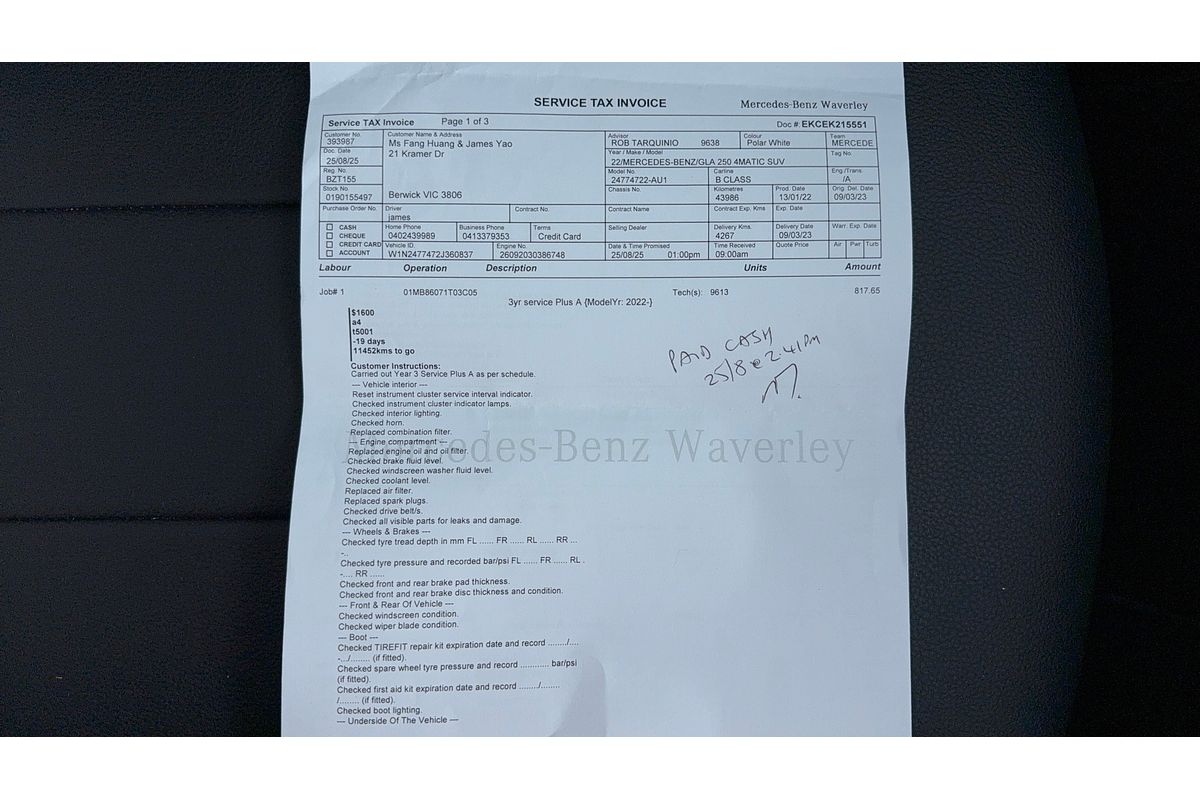 SERVICE TAX INVOICE Mercedes-Benz Waverley
Service TAX Invoice Page 1 of 3 Doc #: EKCEK215551
Customer No. Customer Name & Address Advisor Colour Team
393987 Ms Fang Huang & James Yao ROB TARQUINIO 9638 Polar White MERCEDE
Doc. Date 21 Kramer Dr Year / Make / Model Tag No.
25/08/25 22/MERCEDES-BENZ/GLA 250 4MATIC SUV
Reg. No. Model No. Carline Eng./Trans.
BZT155 24774722-AU1 B CLASS /A
Stock No. Chassis No. Kilometres Prod. Date Orig. Del. Date
0190155497 Berwick VIC 3806 43986 13/01/22 09/03/23
Purchase Order No. Driver Contract No. Contract Name Contract Exp. Kms Exp. Date
james
CASH Home Phone Business Phone Terms Selling Dealer Delivery Kms. Delivery Date Warr. Exp. Date
CHEQUE 0402439989 0413379353 Credit Card 4267 09/03/23
CREDIT CARD Vehicle ID. Engine No. Date & Time Promised Time Received Quote Price Air Pwr Turb
ACCOUNT W1N2477472J360837 26092030386748 25/08/25 01:00pm 09:00am
Labour Operation Description Units Amount
Job# 1 01MB86071T03C05 Tech(s): 9613 817.65
3yr service Plus A {ModelYr: 2022-}
$1600
a4
t5001
-19 days
11452kms to go
PAID CASH
25/8 @ 2.41pm
Customer Instructions:
Carried out Year 3 Service Plus A as per schedule.
--- Vehicle interior ---
Reset instrument cluster service interval indicator.
Checked instrument cluster indicator lamps.
Checked interior lighting.
Checked horn.
Replaced combination filter.
--- Engine compartment ---
Replaced engine oil and oil filter.
Mercedes-Benz Waverley
Checked brake fluid level.
Checked windscreen washer fluid level.
Checked coolant level.
Replaced air filter.
Replaced spark plugs.
Checked drive belt/s.
Checked all visible parts for leaks and damage.
--- Wheels & Brakes ---
Checked tyre tread depth in mm FL ...... FR ...... RL ...... RR ...
-..
Checked tyre pressure and recorded bar/psi FL ...... FR ...... RL .
-.... RR ......
Checked front and rear brake pad thickness.
Checked front and rear brake disc thickness and condition.
--- Front & Rear Of Vehicle ---
Checked windscreen condition.
Checked wiper blade condition.
--- Boot ---
Checked TIREFIT repair kit expiration date and record ......../....
-.../........ (if fitted).
Checked spare wheel tyre pressure and record ............ bar/psi
(if fitted).
Checked first aid kit expiration date and record ......../........
/........ (if fitted).
Checked boot lighting.
--- Underside Of The Vehicle ---